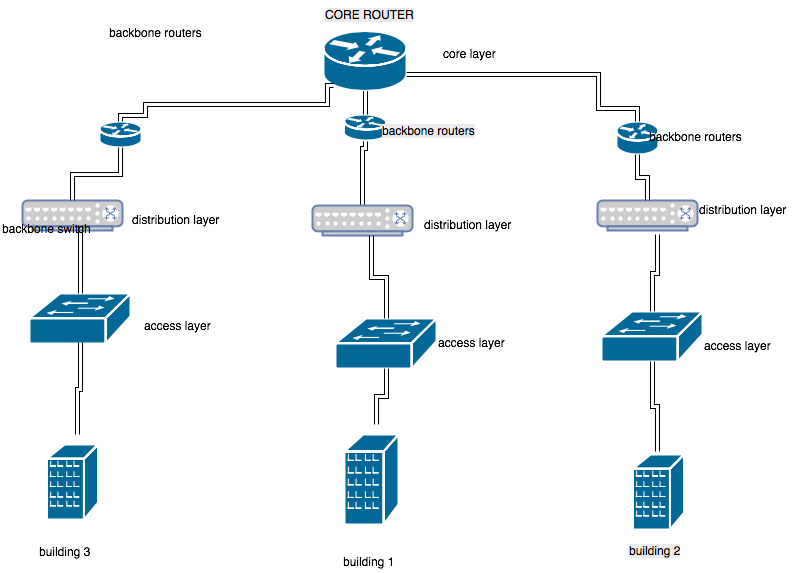 CORE ROUTER
backbone routers
core layer
backbone routers
backbone routers
distribution layer
distribution layer
distribution layer
backbone switch
access layer
access layer
access layer
building 3
building 1
building 2